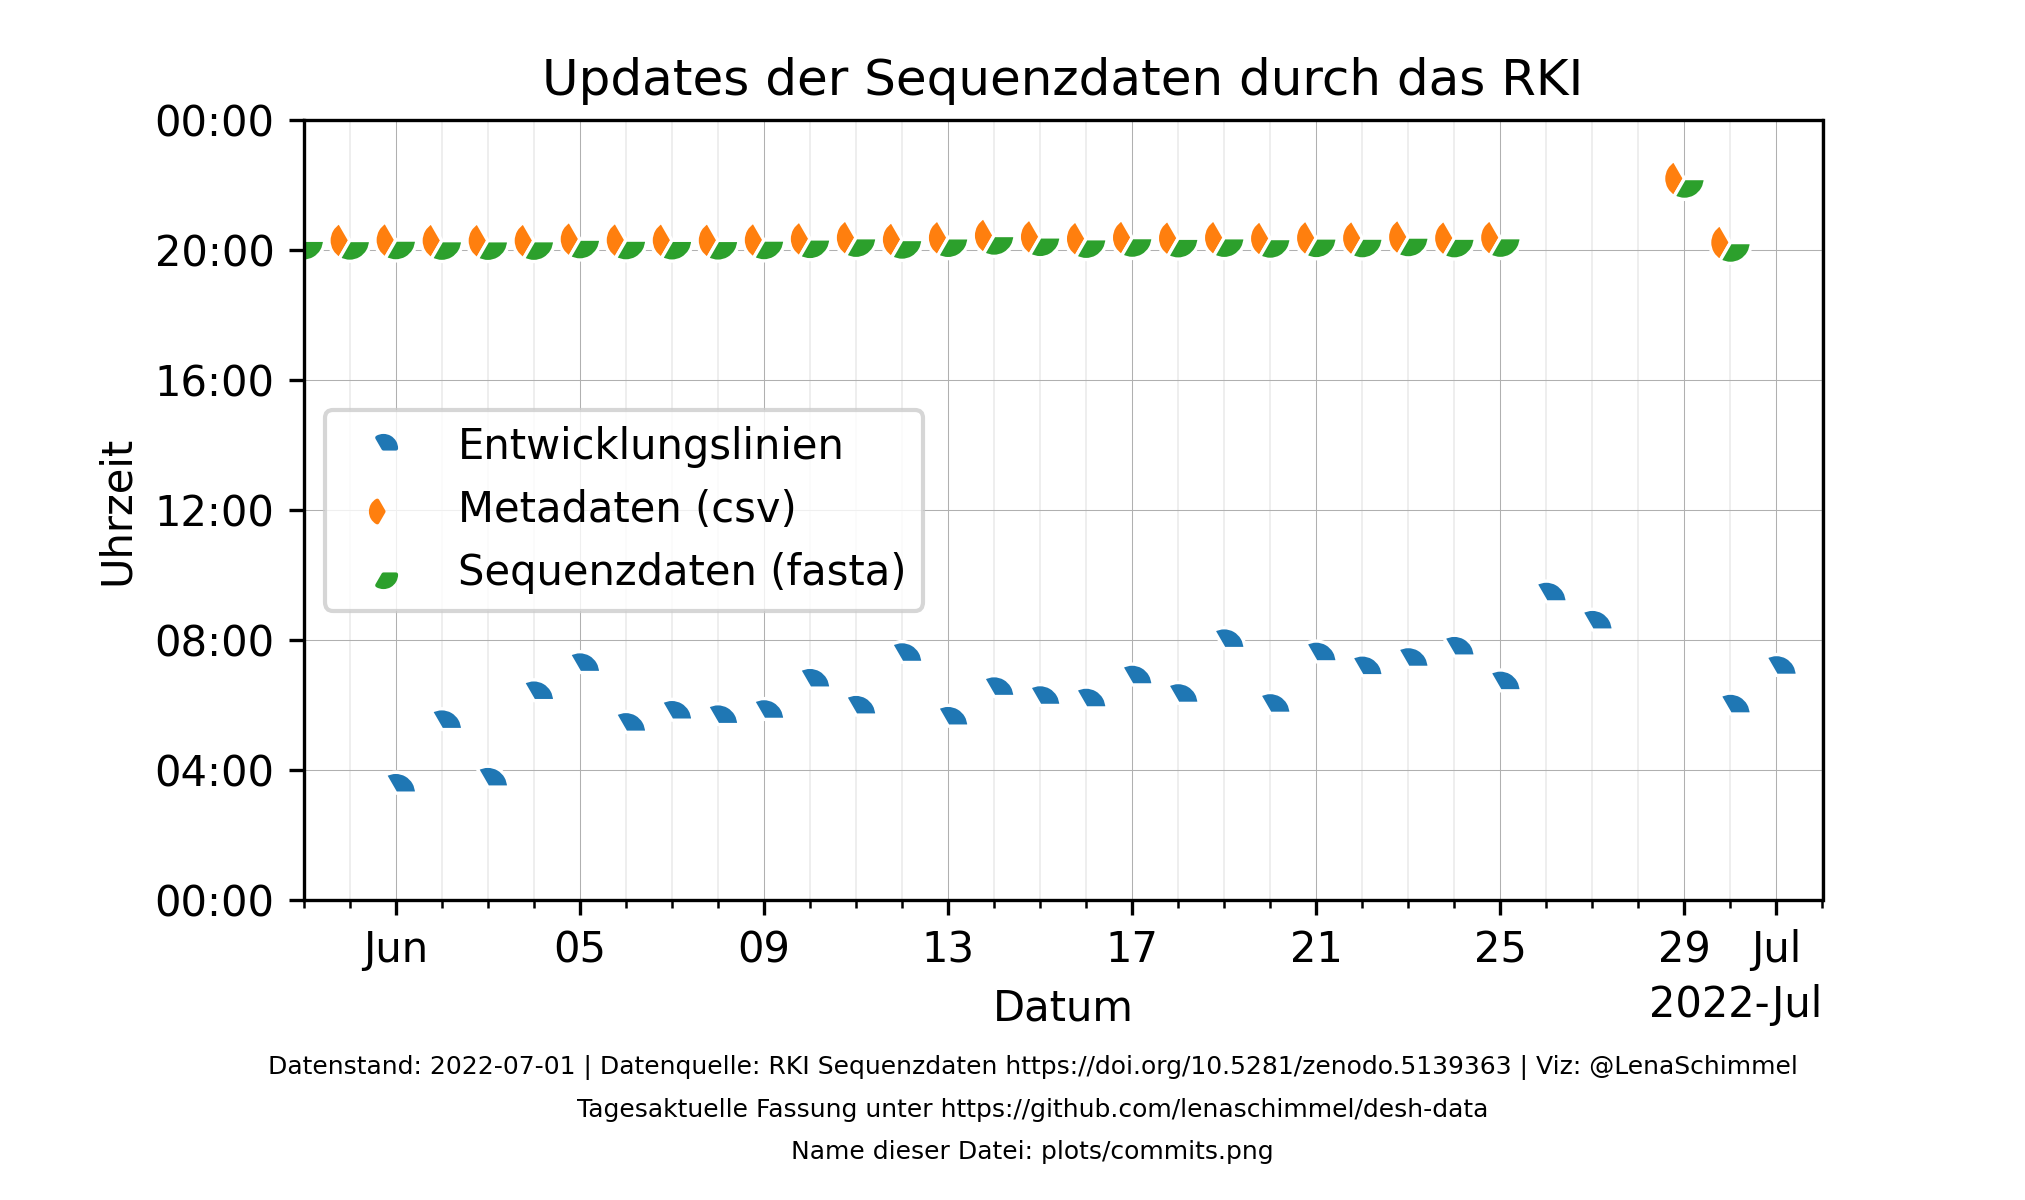 Updates der Sequenzdaten durch das RKI
00:00
20:00
16:00
12:00
08:00
04:00
00:00
Uhrzeit
Entwicklungslinien
Metadaten (csv)
Sequenzdaten (fasta)
Jun 05 09 13 17 21 25 29 Jul
2022-Jul
Datum
Datenstand: 2022-07-01 | Datenquelle: RKI Sequenzdaten https://doi.org/10.5281/zenodo.5139363 | Viz: @LenaSchimmel
Tagesaktuelle Fassung unter https://github.com/lenaschimmel/desh-data
Name dieser Datei: plots/commits.png